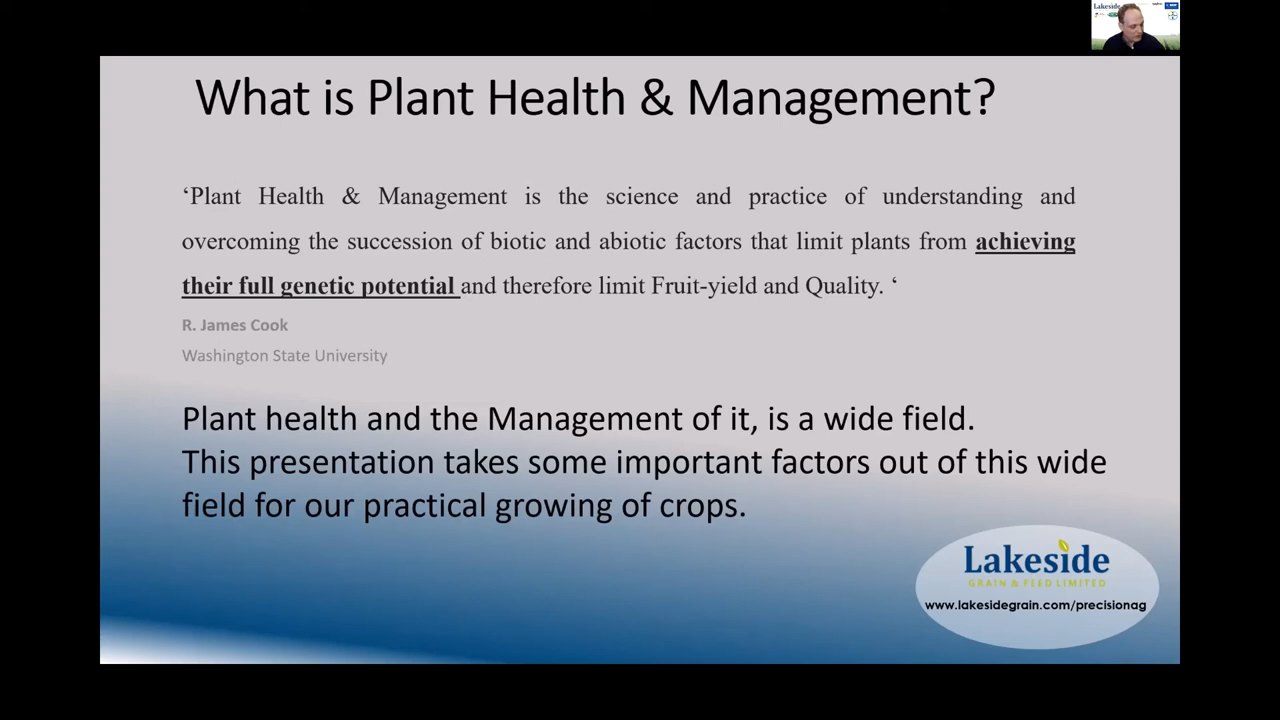 Lakeside
What is Plant Health & Management?
‘Plant Health & Management is the science and practice of understanding and
overcoming the succession of biotic and abiotic factors that limit plants from achieving
their full genetic potential and therefore limit Fruit-yield and Quality. ‘
R. James Cook
Washington State University
Plant health and the Management of it, is a wide field.
This presentation takes some important factors out of this wide
field for our practical growing of crops.
Lakeside
GRAIN & FEED LIMITED
www.lakesidegrain.com/precisionag